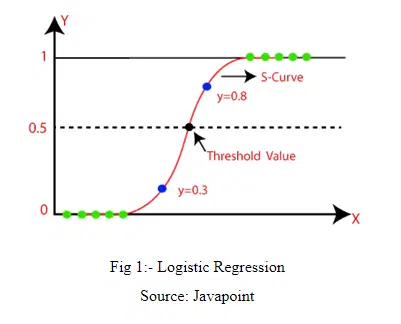 Y
1
S-Curve
y=0.8
0.5
Threshold Value
y=0.3
0
X
Fig 1:- Logistic Regression
Source: Javapoint